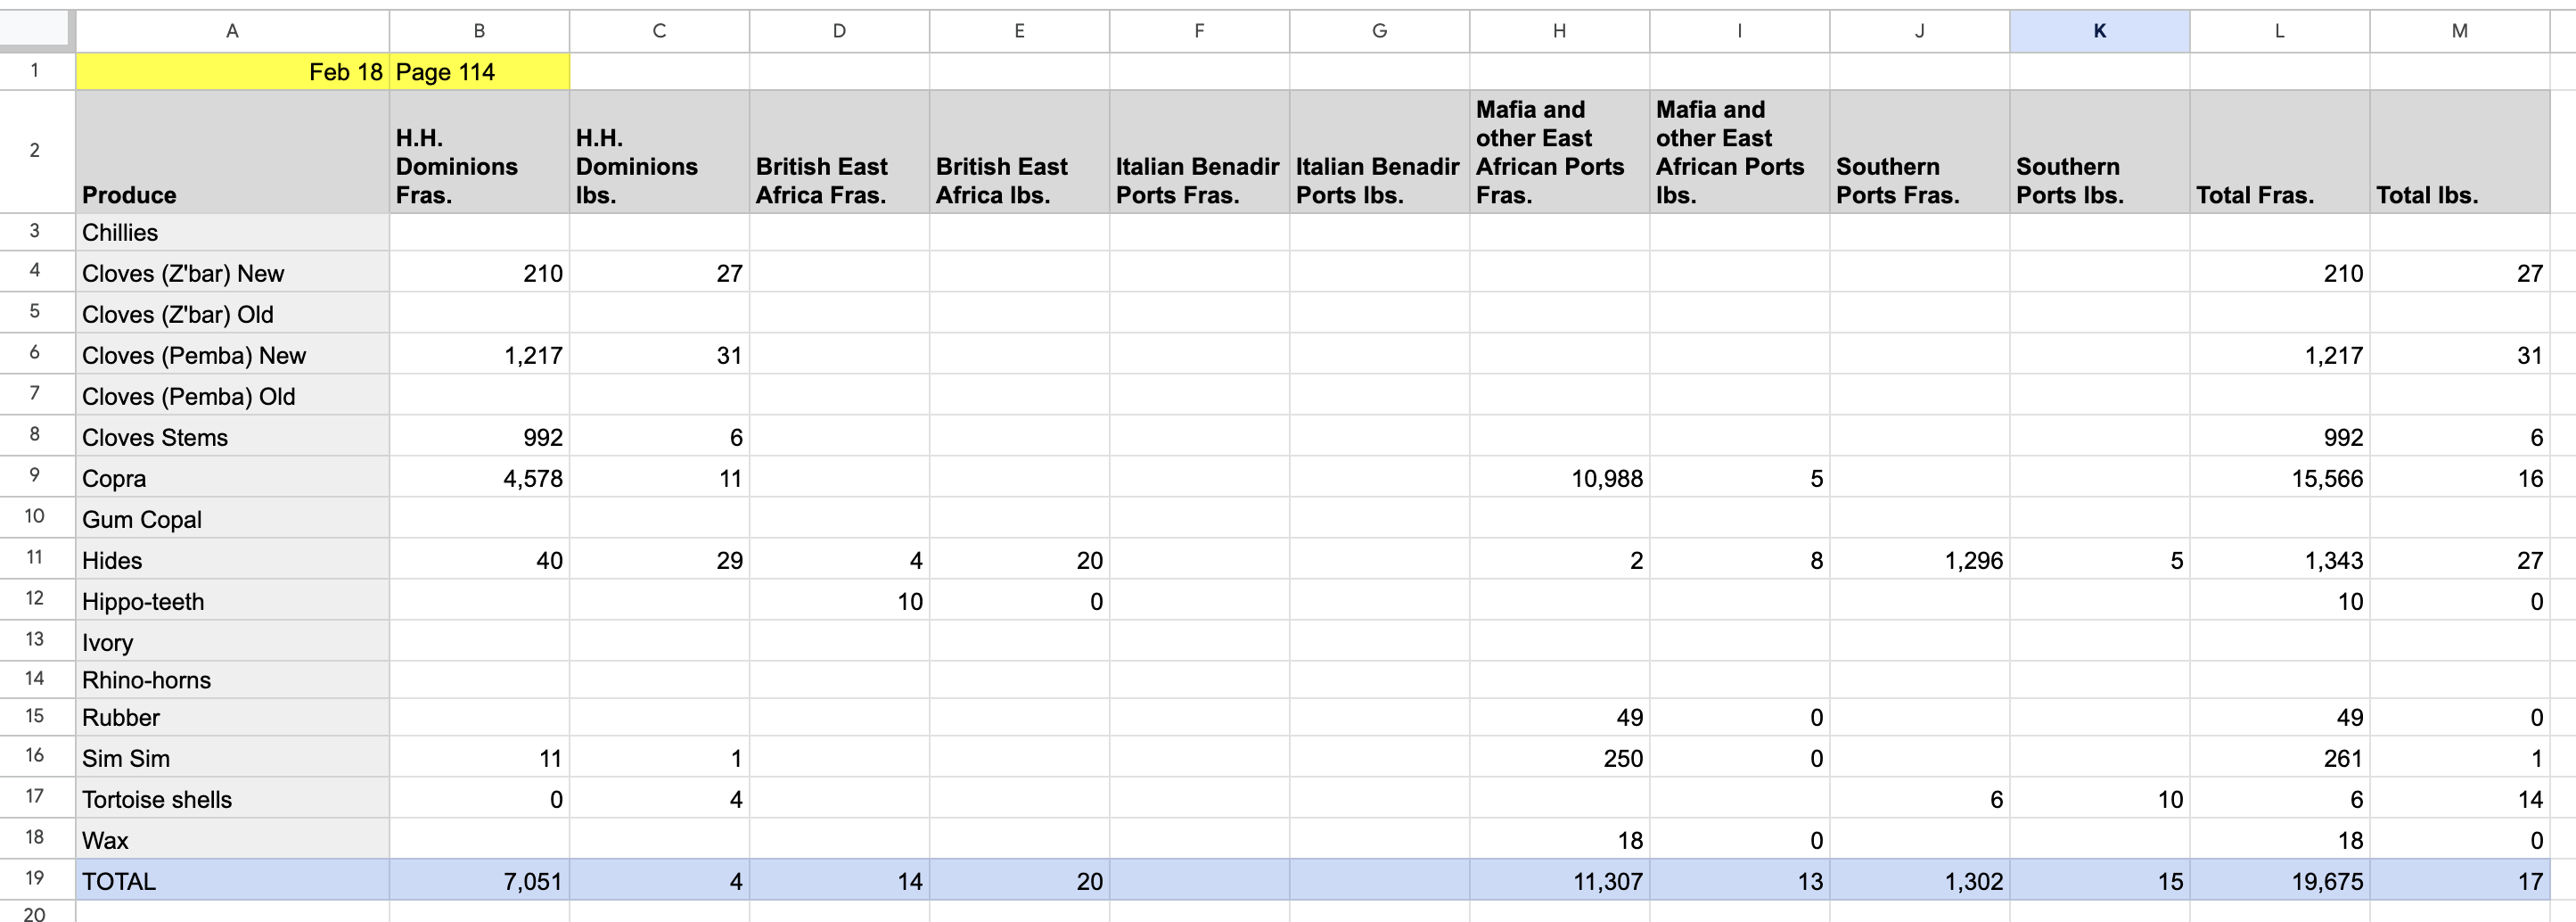 A B C D E F G H I J K L M
1 Feb 18 Page 114
2 Produce H.H. Dominions Fras. H.H. Dominions lbs. British East Africa Fras. British East Africa lbs. Italian Benadir Ports Fras. Italian Benadir Ports lbs. Mafia and other East African Ports Fras. Mafia and other East African Ports lbs. Southern Ports Fras. Southern Ports lbs. Total Fras. Total lbs.
3 Chillies
4 Cloves (Z'bar) New 210 27 210 27
5 Cloves (Z'bar) Old
6 Cloves (Pemba) New 1,217 31 1,217 31
7 Cloves (Pemba) Old
8 Cloves Stems 992 6 992 6
9 Copra 4,578 11 10,988 5 15,566 16
10 Gum Copal
11 Hides 40 29 4 20 2 8 1,296 5 1,343 27
12 Hippo-teeth 10 0 10 0
13 Ivory
14 Rhino-horns
15 Rubber 49 0 49 0
16 Sim Sim 11 1 250 0 261 1
17 Tortoise shells 0 4 6 10 6 14
18 Wax 18 0 18 0
19 TOTAL 7,051 4 14 20 11,307 13 1,302 15 19,675 17
20